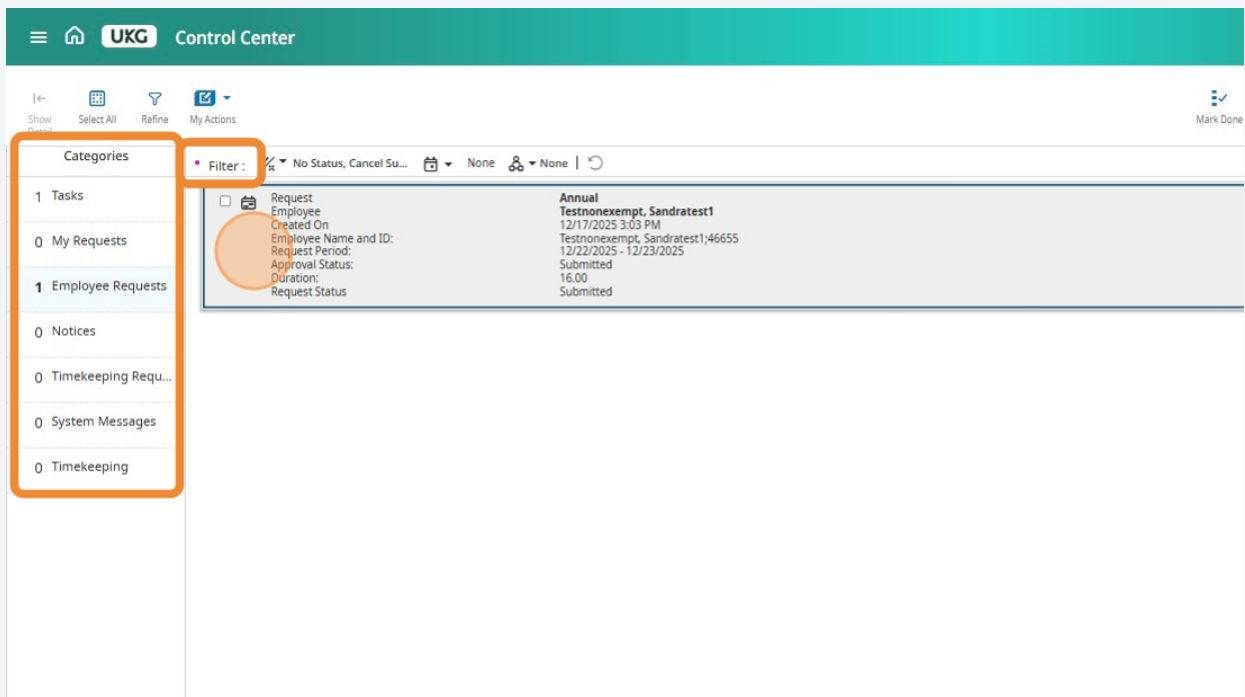 UKG Control Center
Show Detail
Select All
Refine
My Actions
Mark Done
Categories
1 Tasks
0 My Requests
1 Employee Requests
0 Notices
0 Timekeeping Requ...
0 System Messages
0 Timekeeping
Filter : No Status, Cancel Su... None None
Request Annual
Employee Testnonexempt, Sandratest1
Created On 12/17/2025 3:03 PM
Employee Name and ID: Testnonexempt, Sandratest1;46655
Request Period: 12/22/2025 - 12/23/2025
Approval Status: Submitted
Duration: 16.00
Request Status Submitted